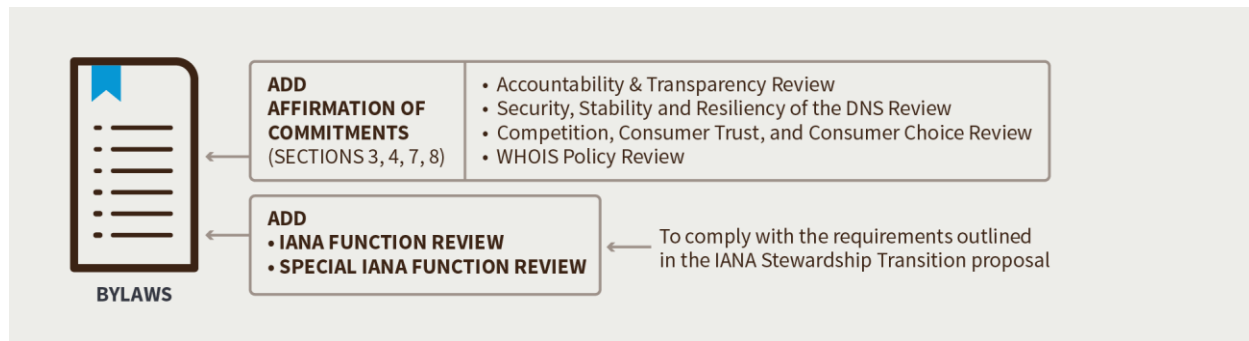 ADD
AFFIRMATION OF
COMMITMENTS
(SECTIONS 3, 4, 7, 8)
• Accountability & Transparency Review
• Security, Stability and Resiliency of the DNS Review
• Competition, Consumer Trust, and Consumer Choice Review
• WHOIS Policy Review
ADD
• IANA FUNCTION REVIEW
• SPECIAL IANA FUNCTION REVIEW
To comply with the requirements outlined
in the IANA Stewardship Transition proposal
BYLAWS